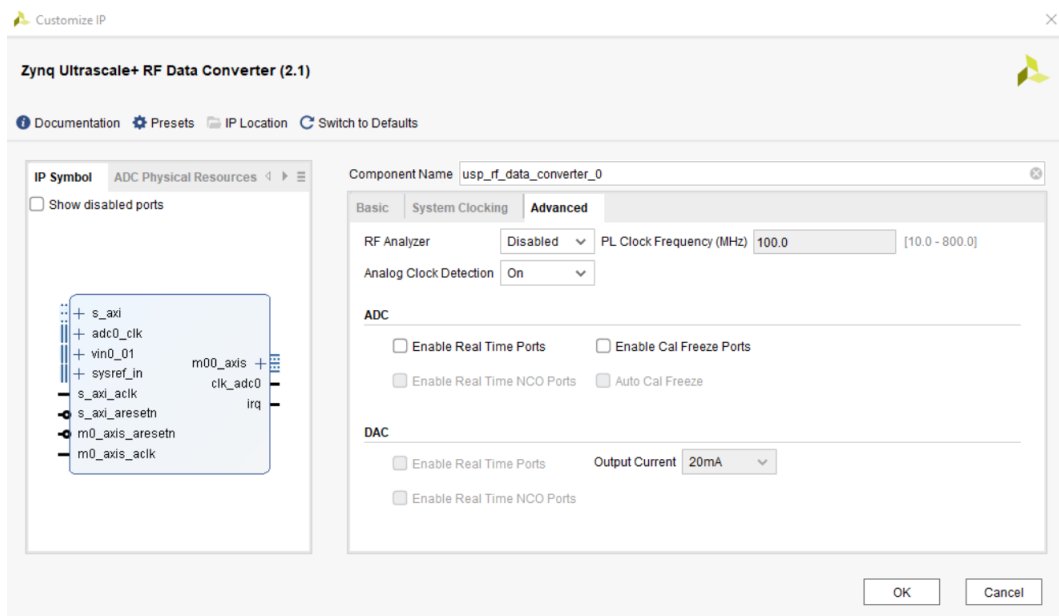 Customize IP
Zynq Ultrascale+ RF Data Converter (2.1)
Documentation Presets IP Location Switch to Defaults
IP Symbol ADC Physical Resources
Show disabled ports
s_axi
adc0_clk
vin0_01
sysref_in
s_axi_aclk
s_axi_aresetn
m0_axis_aresetn
m0_axis_aclk
m00_axis
clk_adc0
irq
Component Name usp_rf_data_converter_0
Basic System Clocking Advanced
RF Analyzer Disabled PL Clock Frequency (MHz) 100.0 [10.0 - 800.0]
Analog Clock Detection On
ADC
Enable Real Time Ports Enable Cal Freeze Ports
Enable Real Time NCO Ports Auto Cal Freeze
DAC
Enable Real Time Ports Output Current 20mA
Enable Real Time NCO Ports
OK Cancel